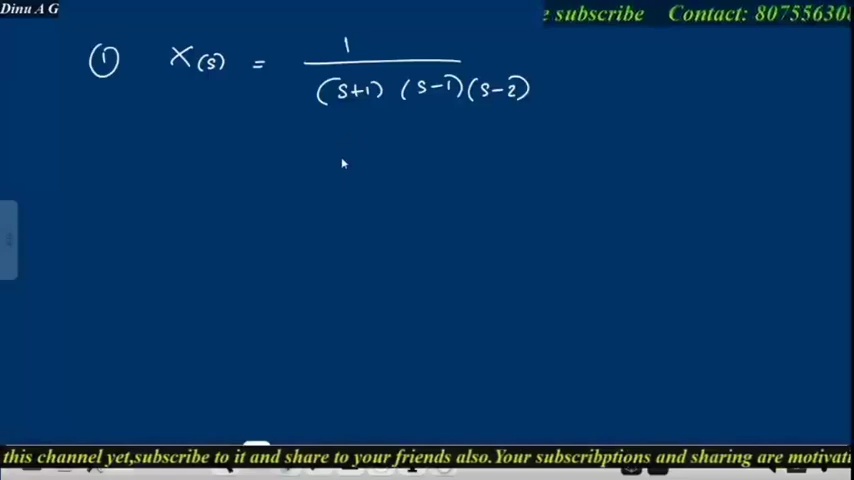 Dinu A G
e subscribe Contact: 807556308
① X(s) = 1
(s+1) (s-1)(s-2)
this channel yet,subscribe to it and share to your friends also.Your subscribptions and sharing are motivati